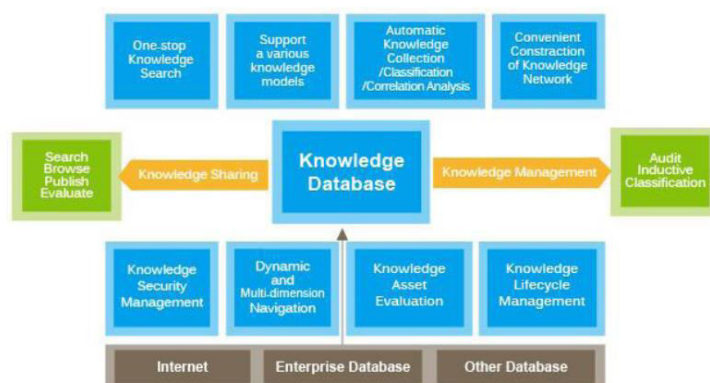 One-stop
Knowledge
Search
Support
a various
knowledge
models
Automatic
Knowledge
Collection
/Classification
/Correlation Analysis
Convenient
Constraction
of Knowledge
Network
Search
Browse
Publish
Evaluate
Knowledge Sharing
Knowledge
Database
Knowledge Management
Audit
Inductive
Classification
Knowledge
Security
Management
Dynamic
and
Multi-dimension
Navigation
Knowledge
Asset
Evaluation
Knowledge
Lifecycle
Management
Internet
Enterprise Database
Other Database